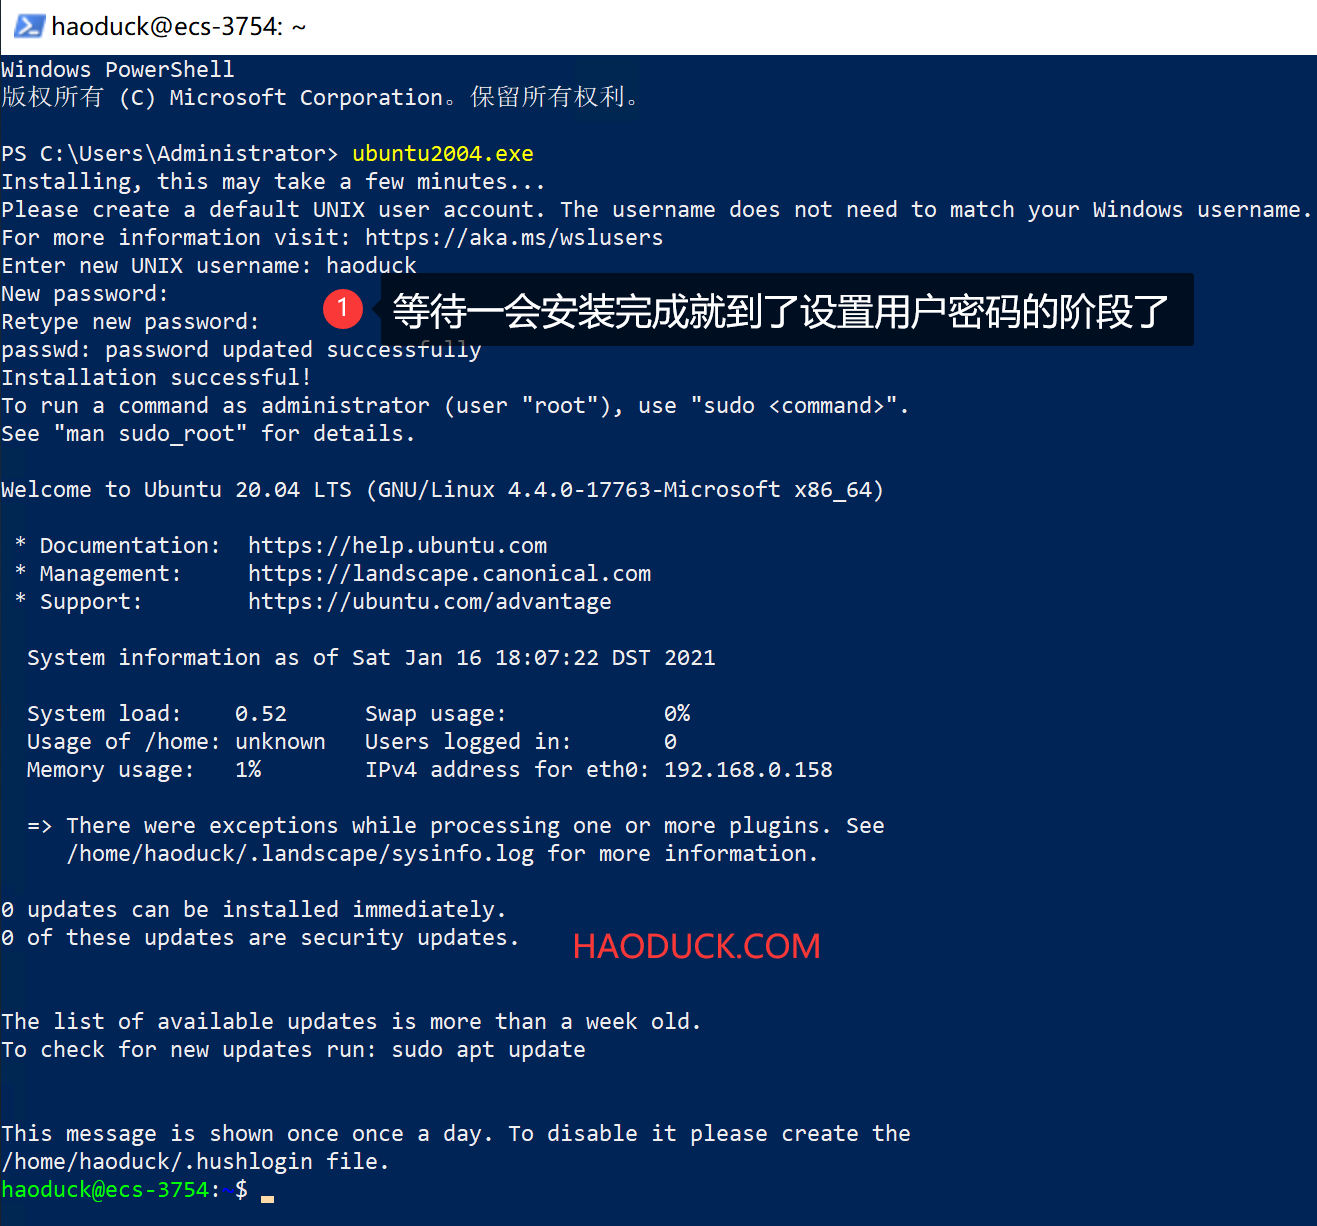 haoduck@ecs-3754: ~
Windows PowerShell
版权所有 (C) Microsoft Corporation。保留所有权利。
PS C:\Users\Administrator> ubuntu2004.exe
Installing, this may take a few minutes...
Please create a default UNIX user account. The username does not need to match your Windows username.
For more information visit: https://aka.ms/wslusers
Enter new UNIX username: haoduck
New password:
1 等待一会安装完成就到了设置用户密码的阶段了
Retype new password:
passwd: password updated successfully
Installation successful!
To run a command as administrator (user "root"), use "sudo <command>".
See "man sudo_root" for details.
Welcome to Ubuntu 20.04 LTS (GNU/Linux 4.4.0-17763-Microsoft x86_64)
* Documentation: https://help.ubuntu.com
* Management: https://landscape.canonical.com
* Support: https://ubuntu.com/advantage
System information as of Sat Jan 16 18:07:22 DST 2021
System load: 0.52 Swap usage: 0%
Usage of /home: unknown Users logged in: 0
Memory usage: 1% IPv4 address for eth0: 192.168.0.158
=> There were exceptions while processing one or more plugins. See
/home/haoduck/.landscape/sysinfo.log for more information.
0 updates can be installed immediately.
0 of these updates are security updates.
HAODUCK.COM
The list of available updates is more than a week old.
To check for new updates run: sudo apt update
This message is shown once once a day. To disable it please create the
/home/haoduck/.hushlogin file.
haoduck@ecs-3754:~$